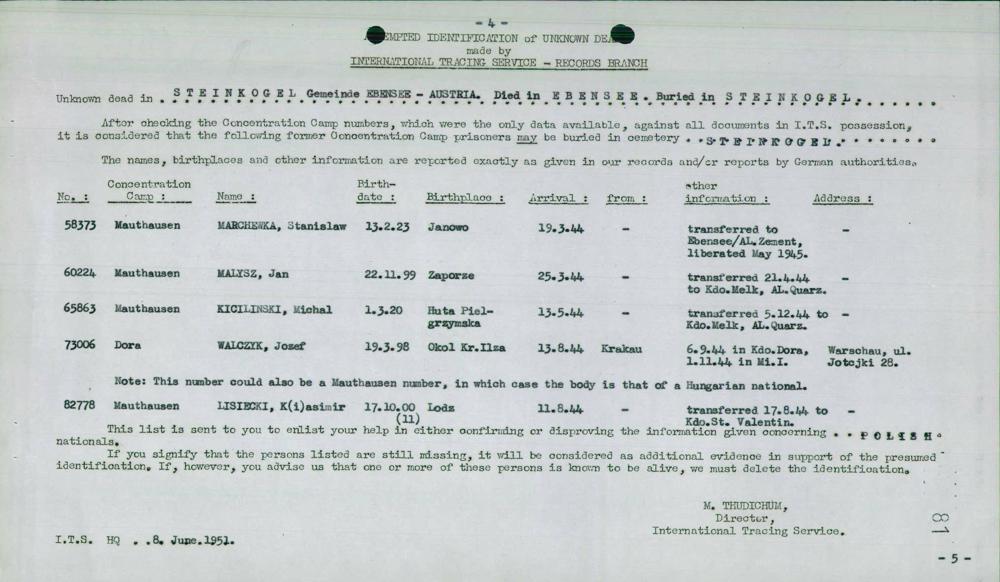 - 4 -
EMPTED IDENTIFICATION of UNKNOWN DEA
made by
INTERNATIONAL TRACING SERVICE - RECORDS BRANCH
Unknown dead in . STEINKOGEL Gemeinde EBENSEE - AUSTRIA. Died in EBENSEE. Buried in STEINKOGEL.
After checking the Concentration Camp numbers, which were the only data available, against all documents in I.T.S. possession,
it is considered that the following former Concentration Camp prisoners may be buried in cemetery . . STEINKOGEL. . . . . . . .
The names, birthplaces and other information are reported exactly as given in our records and/or reports by German authorities.
No. : Concentration Camp : Name : Birth-date : Birthplace : Arrival : from : other information : Address :
58373 Mauthausen MARCHEWKA, Stanislaw 13.2.23 Janowo 19.3.44 - transferred to -
Ebensee/AL.Zement,
liberated May 1945.
60224 Mauthausen MALYSZ, Jan 22.11.99 Zaporze 25.3.44 - transferred 21.4.44
to Kdo.Melk, AL.Quarz.
65863 Mauthausen KICILINSKI, Michal 1.3.20 Huta Piel- 13.5.44 - transferred 5.12.44 to -
grzymska Kdo.Melk, AL.Quarz.
73006 Dora WALCZYK, Josef 19.3.98 Okol Kr.Ilza 13.8.44 Krakau 6.9.44 in Kdo.Dora, Warschau, ul.
1.11.44 in Mi.I. Jotejki 28.
Note: This number could also be a Mauthausen number, in which case the body is that of a Hungarian national.
82778 Mauthausen LISIECKI, K(i)asimir 17.10.00 Lodz 11.8.44 - transferred 17.8.44 to -
(11) Kdo.St. Valentin.
This list is sent to you to enlist your help in either confirming or disproving the information given concerning . . POLISH.
nationals.
If you signify that the persons listed are still missing, it will be considered as additional evidence in support of the presumed
identification. If, however, you advise us that one or more of these persons is known to be alive, we must delete the identification.
M. THUDICHUM,
Director,
International Tracing Service.
I.T.S. HQ . .8. June.1951.
81
- 5 -